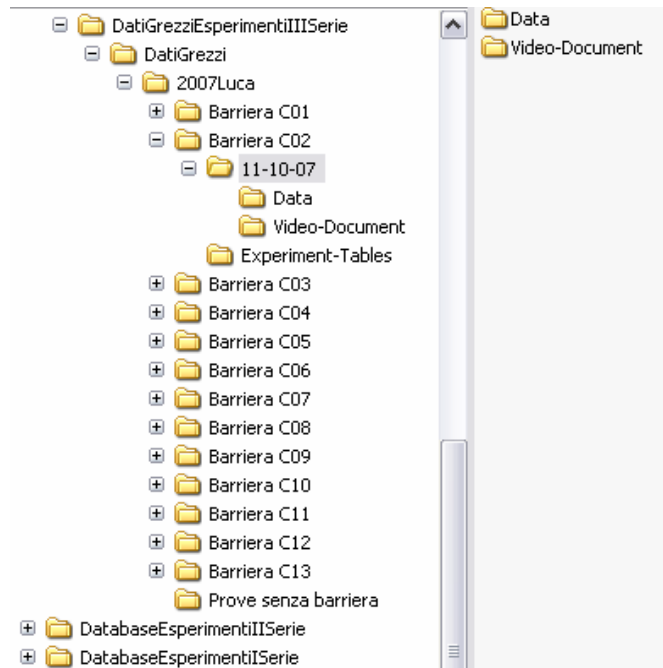 DatiGrezziEsperimentiIIISerie
DatiGrezzi
2007Luca
Barriera C01
Barriera C02
11-10-07
Data
Video-Document
Experiment-Tables
Barriera C03
Barriera C04
Barriera C05
Barriera C06
Barriera C07
Barriera C08
Barriera C09
Barriera C10
Barriera C11
Barriera C12
Barriera C13
Prove senza barriera
DatabaseEsperimentiIISerie
DatabaseEsperimentiISerie
Data
Video-Document